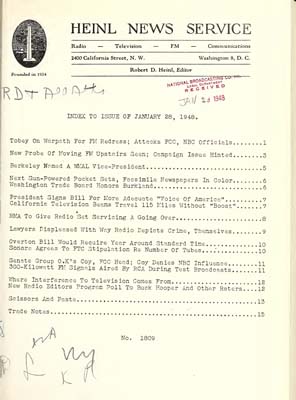 HEINL NEWS SERVICE
Radio — Television — FM — Communications
2400 California Street, N. W. Washington 8, D. C.
Robert D. Heinl, Editor
Founded in 1924
NATIONAL BROADCASTING CO. INC.
RECEIVED
JAN 29 1948
INDEX TO ISSUE OF JANUARY 28, 1948.
Tobey On Warpath For FM Redress; Attacks FCC, NBC Officials.......1
New Probe Of Moving FM Upstairs Seen; Campaign Issue Hinted.......3
Berkeley Named A WMAL Vice-President..............................5
Next Gun-Powered Pocket Sets, Facsimile Newspapers In Color.......6
Washington Trade Board Honors Burkland............................6
President Signs Bill For More Adequate "Voice Of America".........7
California Television Beams Travel 115 Miles Without "Boost"......7
NMA To Give Radio Set Servicing A Going Over......................8
Lawyers Displeased With Way Radio Depicts Crime, Themselves.......9
Overton Bill Would Require Year Around Standard Time.............10
Sonora Agrees To FTC Stipulation Re Number Of Tubes..............10
Senate Group O.K's Coy, FCC Head; Coy Denies NBC Influence.......11
300-Kilowatt FM Signals Aired By RCA During Test Broadcasts......11
Where Interference To Television Comes From......................12
New Radio Editors Program Poll To Buck Hooper And Other Raters...12
Scissors And Paste...............................................13
Trade Notes......................................................15
No. 1809